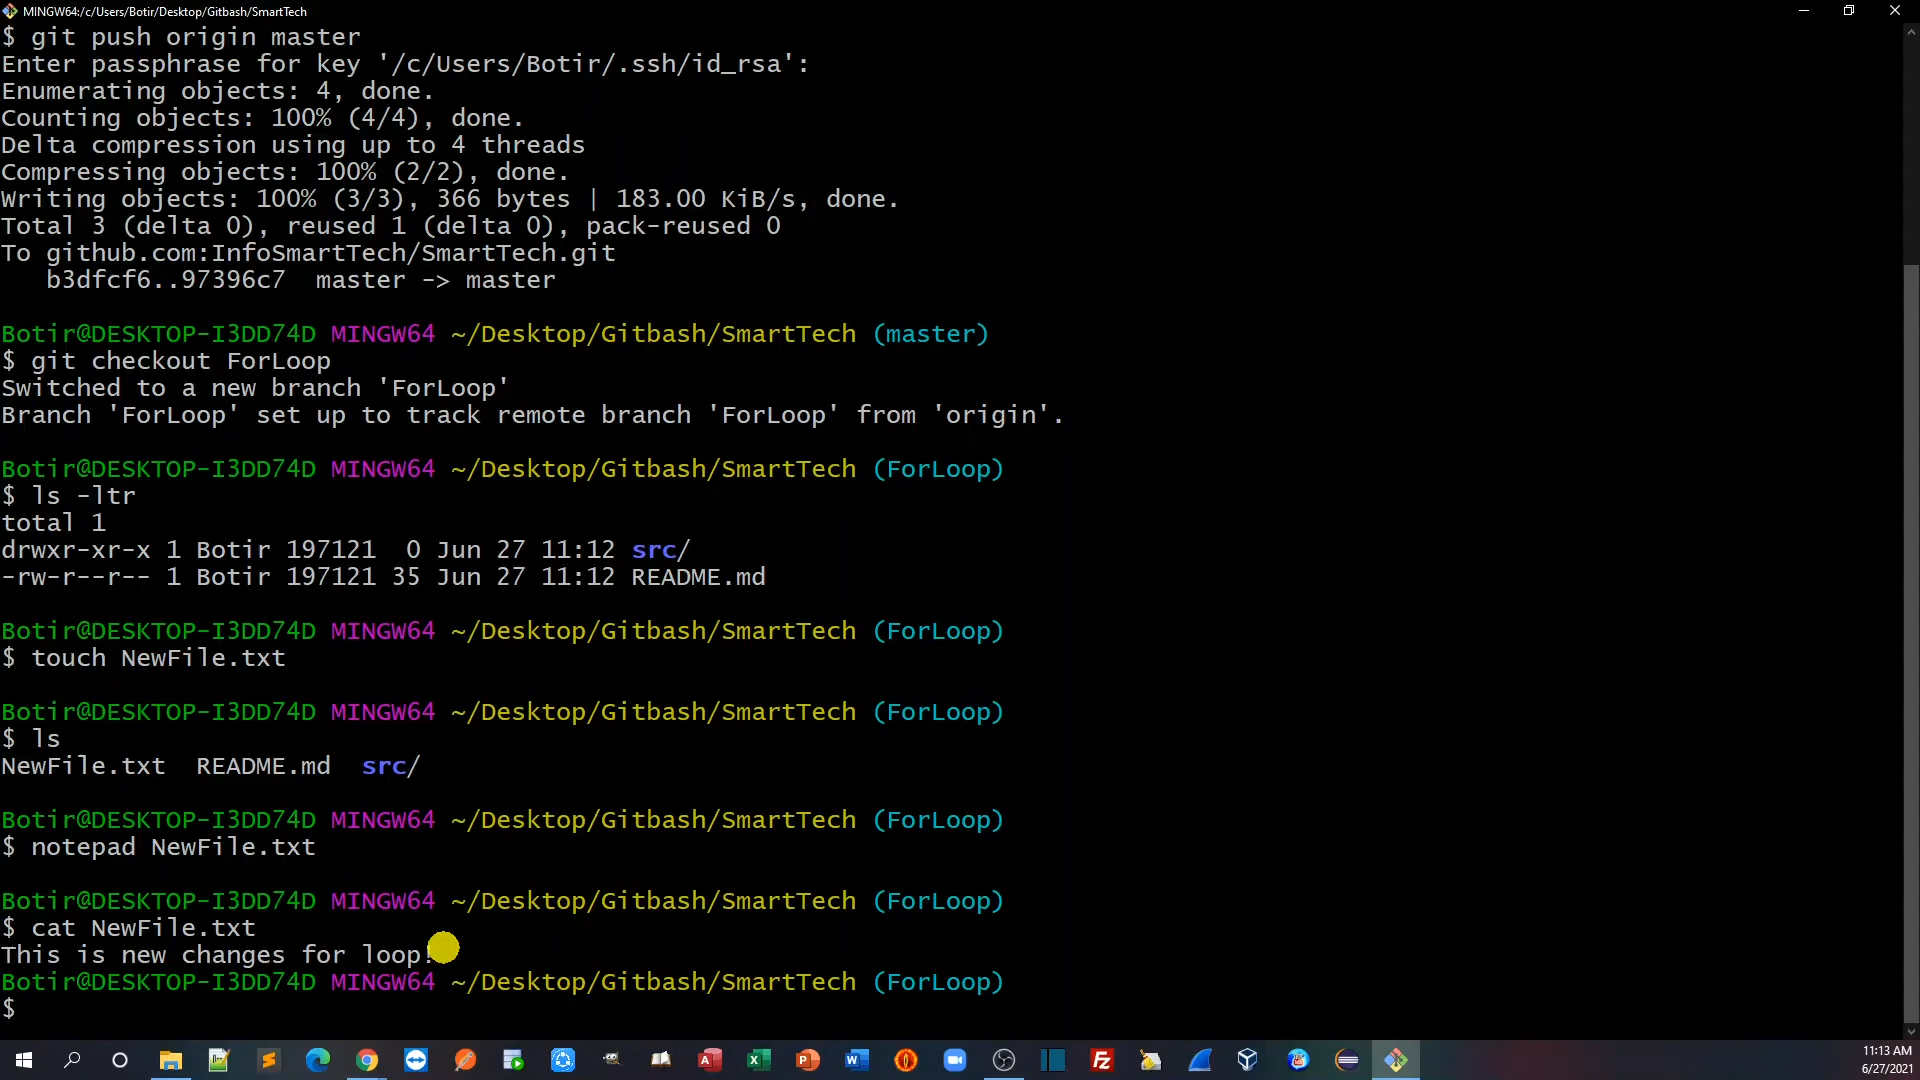 MINGW64:/c/Users/Botir/Desktop/Gitbash/SmartTech
$ git push origin master
Enter passphrase for key '/c/Users/Botir/.ssh/id_rsa':
Enumerating objects: 4, done.
Counting objects: 100% (4/4), done.
Delta compression using up to 4 threads
Compressing objects: 100% (2/2), done.
Writing objects: 100% (3/3), 366 bytes | 183.00 KiB/s, done.
Total 3 (delta 0), reused 1 (delta 0), pack-reused 0
To github.com:InfoSmartTech/SmartTech.git
   b3dfcf6..97396c7  master -> master
Botir@DESKTOP-I3DD74D MINGW64 ~/Desktop/Gitbash/SmartTech (master)
$ git checkout ForLoop
Switched to a new branch 'ForLoop'
Branch 'ForLoop' set up to track remote branch 'ForLoop' from 'origin'.
Botir@DESKTOP-I3DD74D MINGW64 ~/Desktop/Gitbash/SmartTech (ForLoop)
$ ls -ltr
total 1
drwxr-xr-x 1 Botir 197121  0 Jun 27 11:12 src/
-rw-r--r-- 1 Botir 197121 35 Jun 27 11:12 README.md
Botir@DESKTOP-I3DD74D MINGW64 ~/Desktop/Gitbash/SmartTech (ForLoop)
$ touch NewFile.txt
Botir@DESKTOP-I3DD74D MINGW64 ~/Desktop/Gitbash/SmartTech (ForLoop)
$ ls
NewFile.txt  README.md  src/
Botir@DESKTOP-I3DD74D MINGW64 ~/Desktop/Gitbash/SmartTech (ForLoop)
$ notepad NewFile.txt
Botir@DESKTOP-I3DD74D MINGW64 ~/Desktop/Gitbash/SmartTech (ForLoop)
$ cat NewFile.txt
This is new changes for loop!
Botir@DESKTOP-I3DD74D MINGW64 ~/Desktop/Gitbash/SmartTech (ForLoop)
$
11:13 AM
6/27/2021